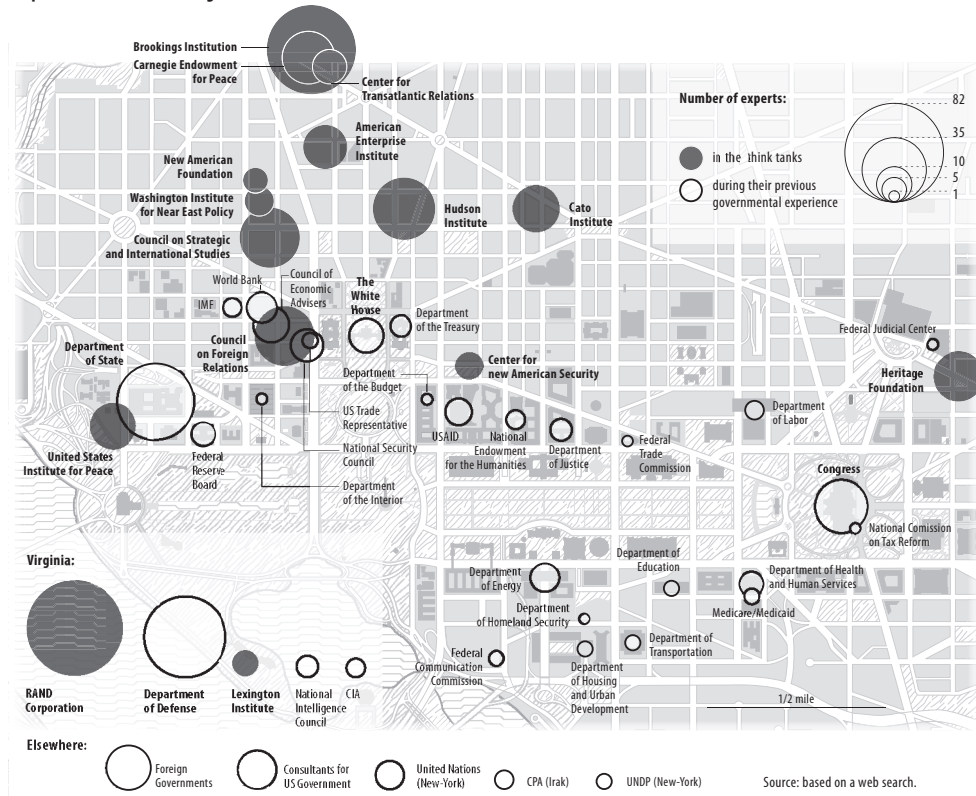 Brookings Institution
Carnegie Endowment
for Peace
Center for
Transatlantic Relations
American
Enterprise
Institute
New American
Foundation
Washington Institute
for Near East Policy
Council on Strategic
and International Studies
Hudson
Institute
Cato
Institute
Number of experts:
in the think tanks
during their previous
governmental experience
82
35
10
5
1
World Bank
Council of
Economic
Advisers
IMF
The
White
House
Department
of the Treasury
Department
of State
Council
on Foreign
Relations
Department
of the Budget
Center for
new American Security
Federal Judicial Center
Heritage
Foundation
US Trade
Representative
National Security
Council
Department
of the Interior
USAID
National
Endowment
for the Humanities
Department
of Justice
Federal
Trade
Commission
Department
of Labor
United States
Institute for Peace
Federal
Reserve
Board
Congress
National Comission
on Tax Reform
Department
of Energy
Department of
Education
Department of Health
and Human Services
Medicare/Medicaid
Department
of Homeland Security
Federal
Communication
Commission
Department
of Housing
and Urban
Development
Department of
Transportation
1/2 mile
Virginia:
RAND
Corporation
Department
of Defense
Lexington
Institute
National
Intelligence
Council
CIA
Elsewhere:
Foreign
Governments
Consultants for
US Government
United Nations
(New-York)
CPA (Irak)
UNDP (New-York)
Source: based on a web search.